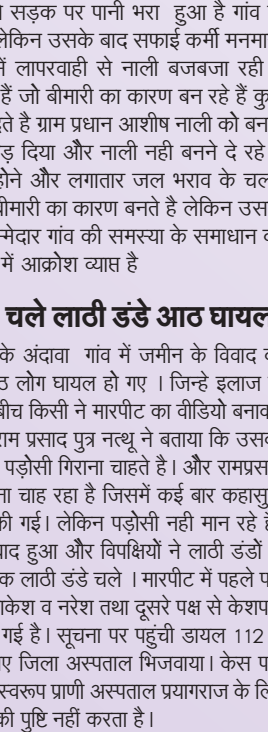 सड़क पर पानी भरा हुआ है गांव
लेकिन उसके बाद सफाई कर्मी मनमा
में लापरवाही से नाली बजबजा रही
हैं जो बीमारी का कारण बन रहे हैं कु
ते है ग्राम प्रधान आशीष नाली को बन
ड़ दिया और नाली नही बनने दे रहे
होने और लगातार जल भराव के चल
बीमारी का कारण बनते है लेकिन उस
म्मेदार गांव की समस्या के समाधान
में आक्रोश व्याप्त है
चले लाठी डंडे आठ घायल
के अंदावा गांव में जमीन के विवाद
ठ लोग घायल हो गए । जिन्हे इलाज
बीच किसी ने मारपीट का वीडियो बनाव
राम प्रसाद पुत्र नत्थू ने बताया कि उस
पड़ोसी गिराना चाहते है। और रामप्रस
ना चाह रहा है जिसमें कई बार कहासु
की गई। लेकिन पड़ोसी नही मान रहे
वाद हुआ और विपक्षियों ने लाठी डंडों
क लाठी डंडे चले । मारपीट में पहले प
ाकेश व नरेश तथा दूसरे पक्ष से केशप
गई है। सूचना पर पहुंची डायल 112
ए जिला अस्पताल भिजवाया। केस प
स्वरूप प्राणी अस्पताल प्रयागराज के लि
की पुष्टि नहीं करता है।